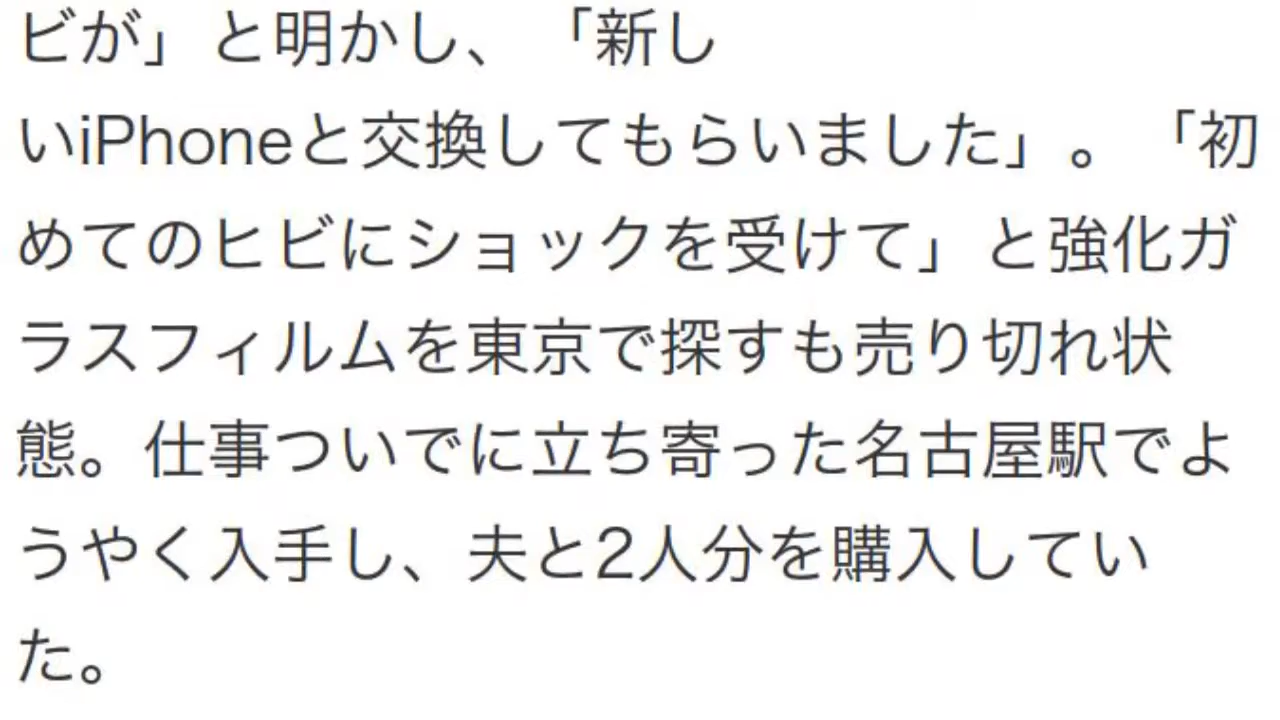 ビが」と明かし、「新し
いiPhoneと交換してもらいました」。「初
めてのヒビにショックを受けて」と強化ガ
ラスフィルムを東京で探すも売り切れ状
態。仕事ついでに立ち寄った名古屋駅でよ
うやく入手し、夫と2人分を購入してい
た。